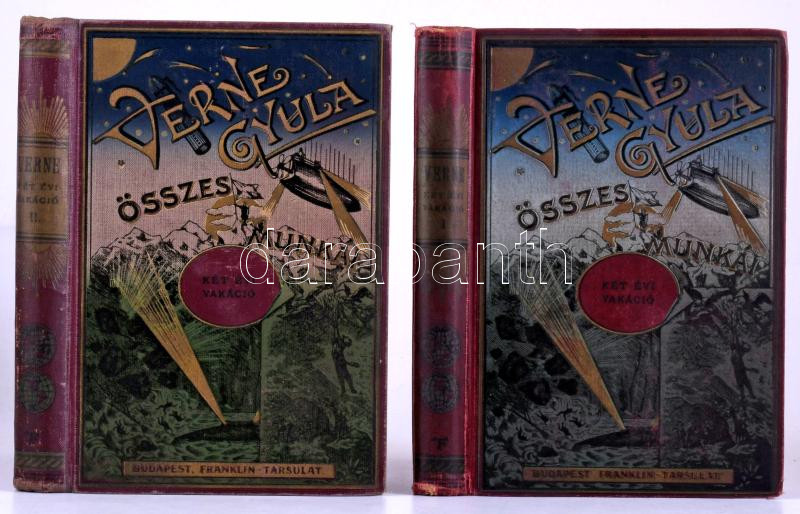 VERNE
KÉT ÉVI
VAKÁCIÓ
II.
VERNE
GYULA
ÖSSZES
MUNKÁI
KÉT ÉVI
VAKÁCIÓ
BUDAPEST, FRANKLIN-TÁRSULAT.
VERNE
KÉT ÉVI
VAKÁCIÓ
I.
VERNE
GYULA
ÖSSZES
MUNKÁI
KÉT ÉVI
VAKÁCIÓ
BUDAPEST, FRANKLIN-TÁRSULAT.
darabanth